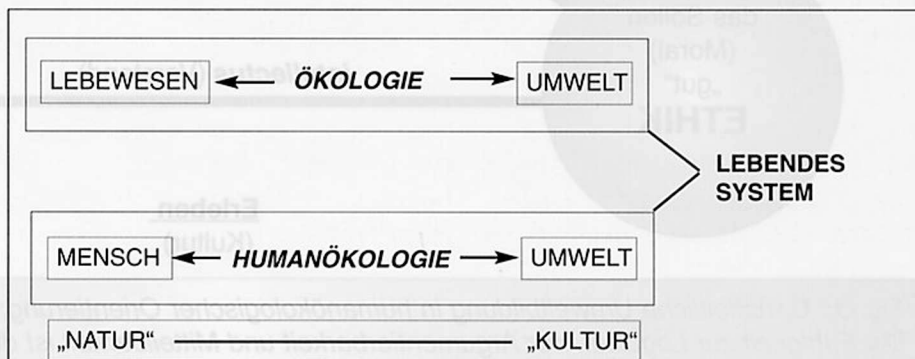 LEBEWESEN ÖKOLOGIE UMWELT
LEBENDES
SYSTEM
MENSCH HUMANÖKOLOGIE UMWELT
„NATUR“ „KULTUR“